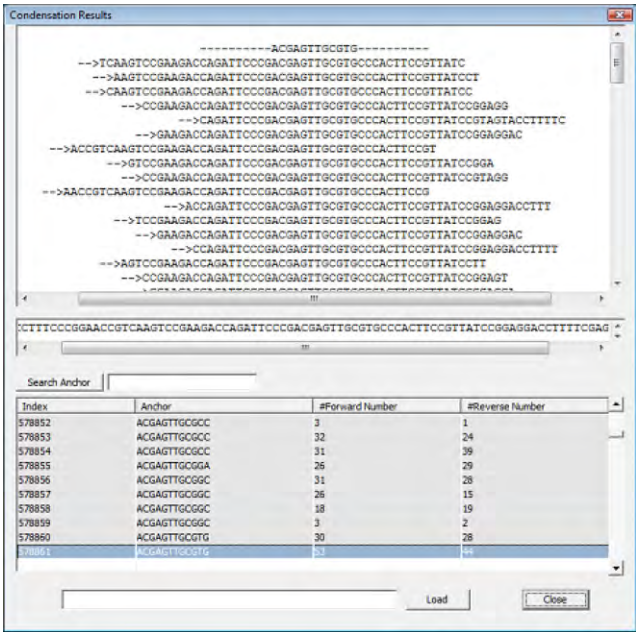 Condensation Results
----------ACGAGTTGCGTG----------
-->TCAAGTCCGAAGACCAGATTCCCGACGAGTTGCGTGCCCACTTCCGTTATC
-->AAGTCCGAAGACCAGATTCCCGACGAGTTGCGTGCCCACTTCCGTTATCCT
-->CAAGTCCGAAGACCAGATTCCCGACGAGTTGCGTGCCCACTTCCGTTATCC
-->CCGAAGACCAGATTCCCGACGAGTTGCGTGCCCACTTCCGTTATCCGGAGG
-->CAGATTCCCGACGAGTTGCGTGCCCACTTCCGTTATCCGTAGTACCTTTTC
-->GAAGACCAGATTCCCGACGAGTTGCGTGCCCACTTCCGTTATCCGGAGGAC
-->ACCGTCAAGTCCGAAGACCAGATTCCCGACGAGTTGCGTGCCCACTTCCGT
-->GTCCGAAGACCAGATTCCCGACGAGTTGCGTGCCCACTTCCGTTATCCGGA
-->CCGAAGACCAGATTCCCGACGAGTTGCGTGCCCACTTCCGTTATCCGTAGG
-->AACCGTCAAGTCCGAAGACCAGATTCCCGACGAGTTGCGTGCCCACTTCCG
-->ACCAGATTCCCGACGAGTTGCGTGCCCACTTCCGTTATCCGGAGGACCTTT
-->TCCGAAGACCAGATTCCCGACGAGTTGCGTGCCCACTTCCGTTATCCGGAG
-->GAAGACCAGATTCCCGACGAGTTGCGTGCCCACTTCCGTTATCCGGAGGAC
-->CCAGATTCCCGACGAGTTGCGTGCCCACTTCCGTTATCCGGAGGACCTTTT
-->AGTCCGAAGACCAGATTCCCGACGAGTTGCGTGCCCACTTCCGTTATCCTT
-->CCGAAGACCAGATTCCCGACGAGTTGCGTGCCCACTTCCGTTATCCGGAGT
CTTTCCCGGAACCGTCAAGTCCGAAGACCAGATTCCCGACGAGTTGCGTGCCCACTTCCGTTATCCGGAGGACCTTTTCGAG
Search Anchor
Index Anchor #Forward Number #Reverse Number
578852 ACGAGTTGCGCC 3 1
578853 ACGAGTTGCGCC 32 24
578854 ACGAGTTGCGCC 31 39
578855 ACGAGTTGCGGA 26 29
578856 ACGAGTTGCGGC 31 28
578857 ACGAGTTGCGGC 26 15
578858 ACGAGTTGCGGC 18 19
578859 ACGAGTTGCGGC 3 2
578860 ACGAGTTGCGTG 30 28
578861 ACGAGTTGCGTG 53 44
Load Close